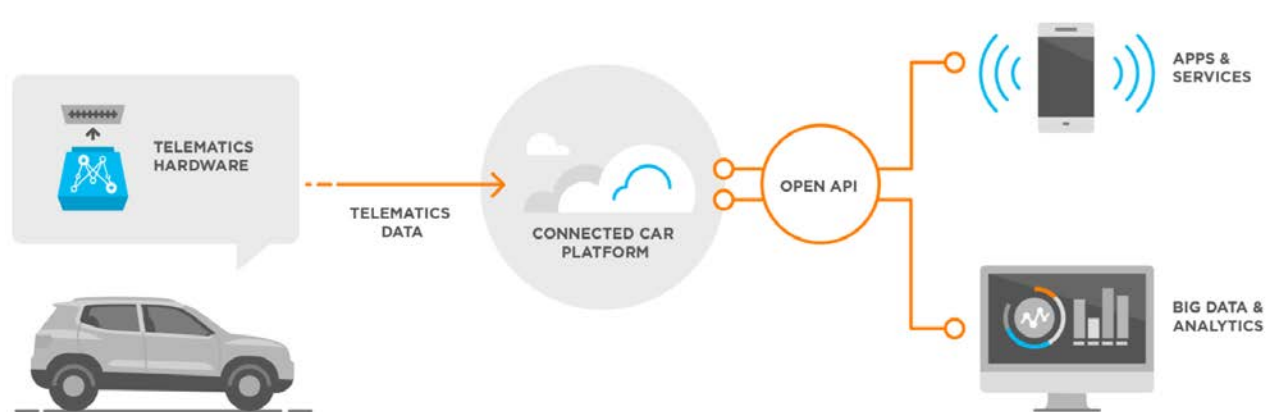 TELEMATICS
HARDWARE
TELEMATICS
DATA
CONNECTED CAR
PLATFORM
OPEN API
APPS &
SERVICES
BIG DATA &
ANALYTICS